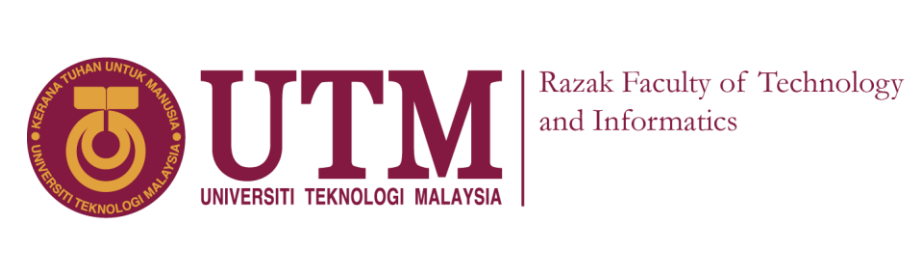 KERANA TUHAN UNTUK MANUSIA
UNIVERSITI TEKNOLOGI MALAYSIA
UTM
UNIVERSITI TEKNOLOGI MALAYSIA
Razak Faculty of Technology
and Informatics